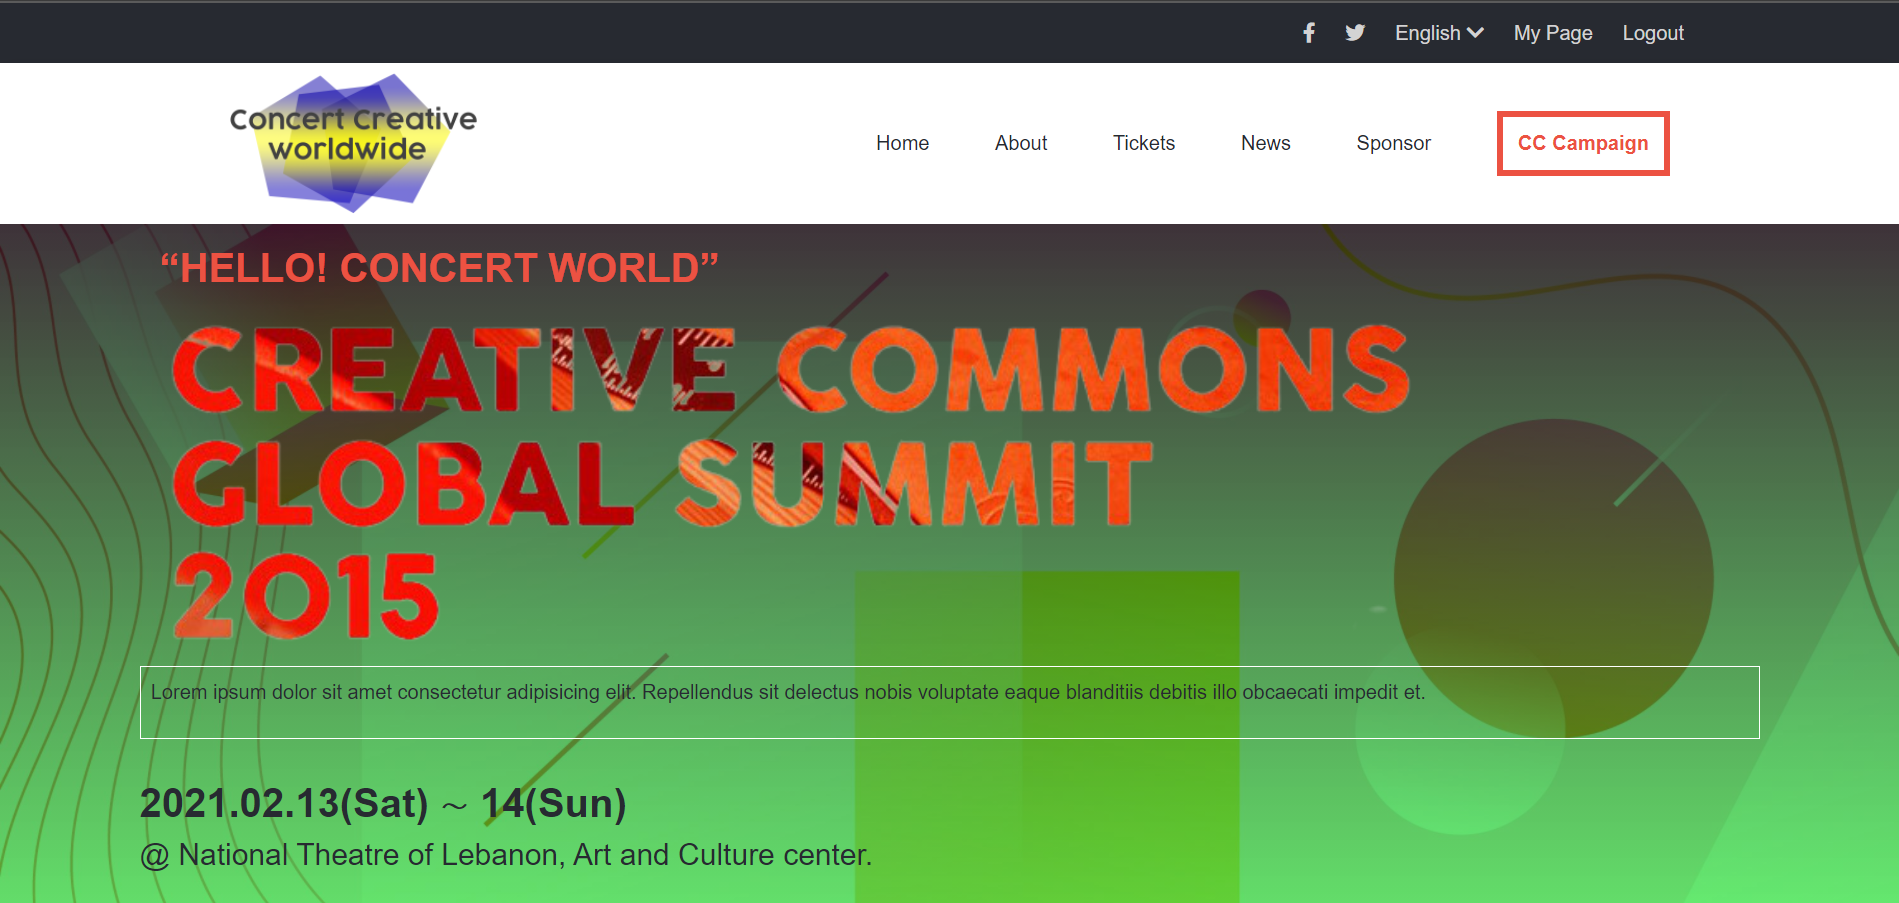 English My Page Logout
Concert Creative
worldwide
Home About Tickets News Sponsor CC Campaign
“HELLO! CONCERT WORLD”
CREATIVE COMMONS
GLOBAL SUMMIT
2015
Lorem ipsum dolor sit amet consectetur adipisicing elit. Repellendus sit delectus nobis voluptate eaque blanditiis debitis illo obcaecati impedit et.
2021.02.13(Sat) ~ 14(Sun)
@ National Theatre of Lebanon, Art and Culture center.